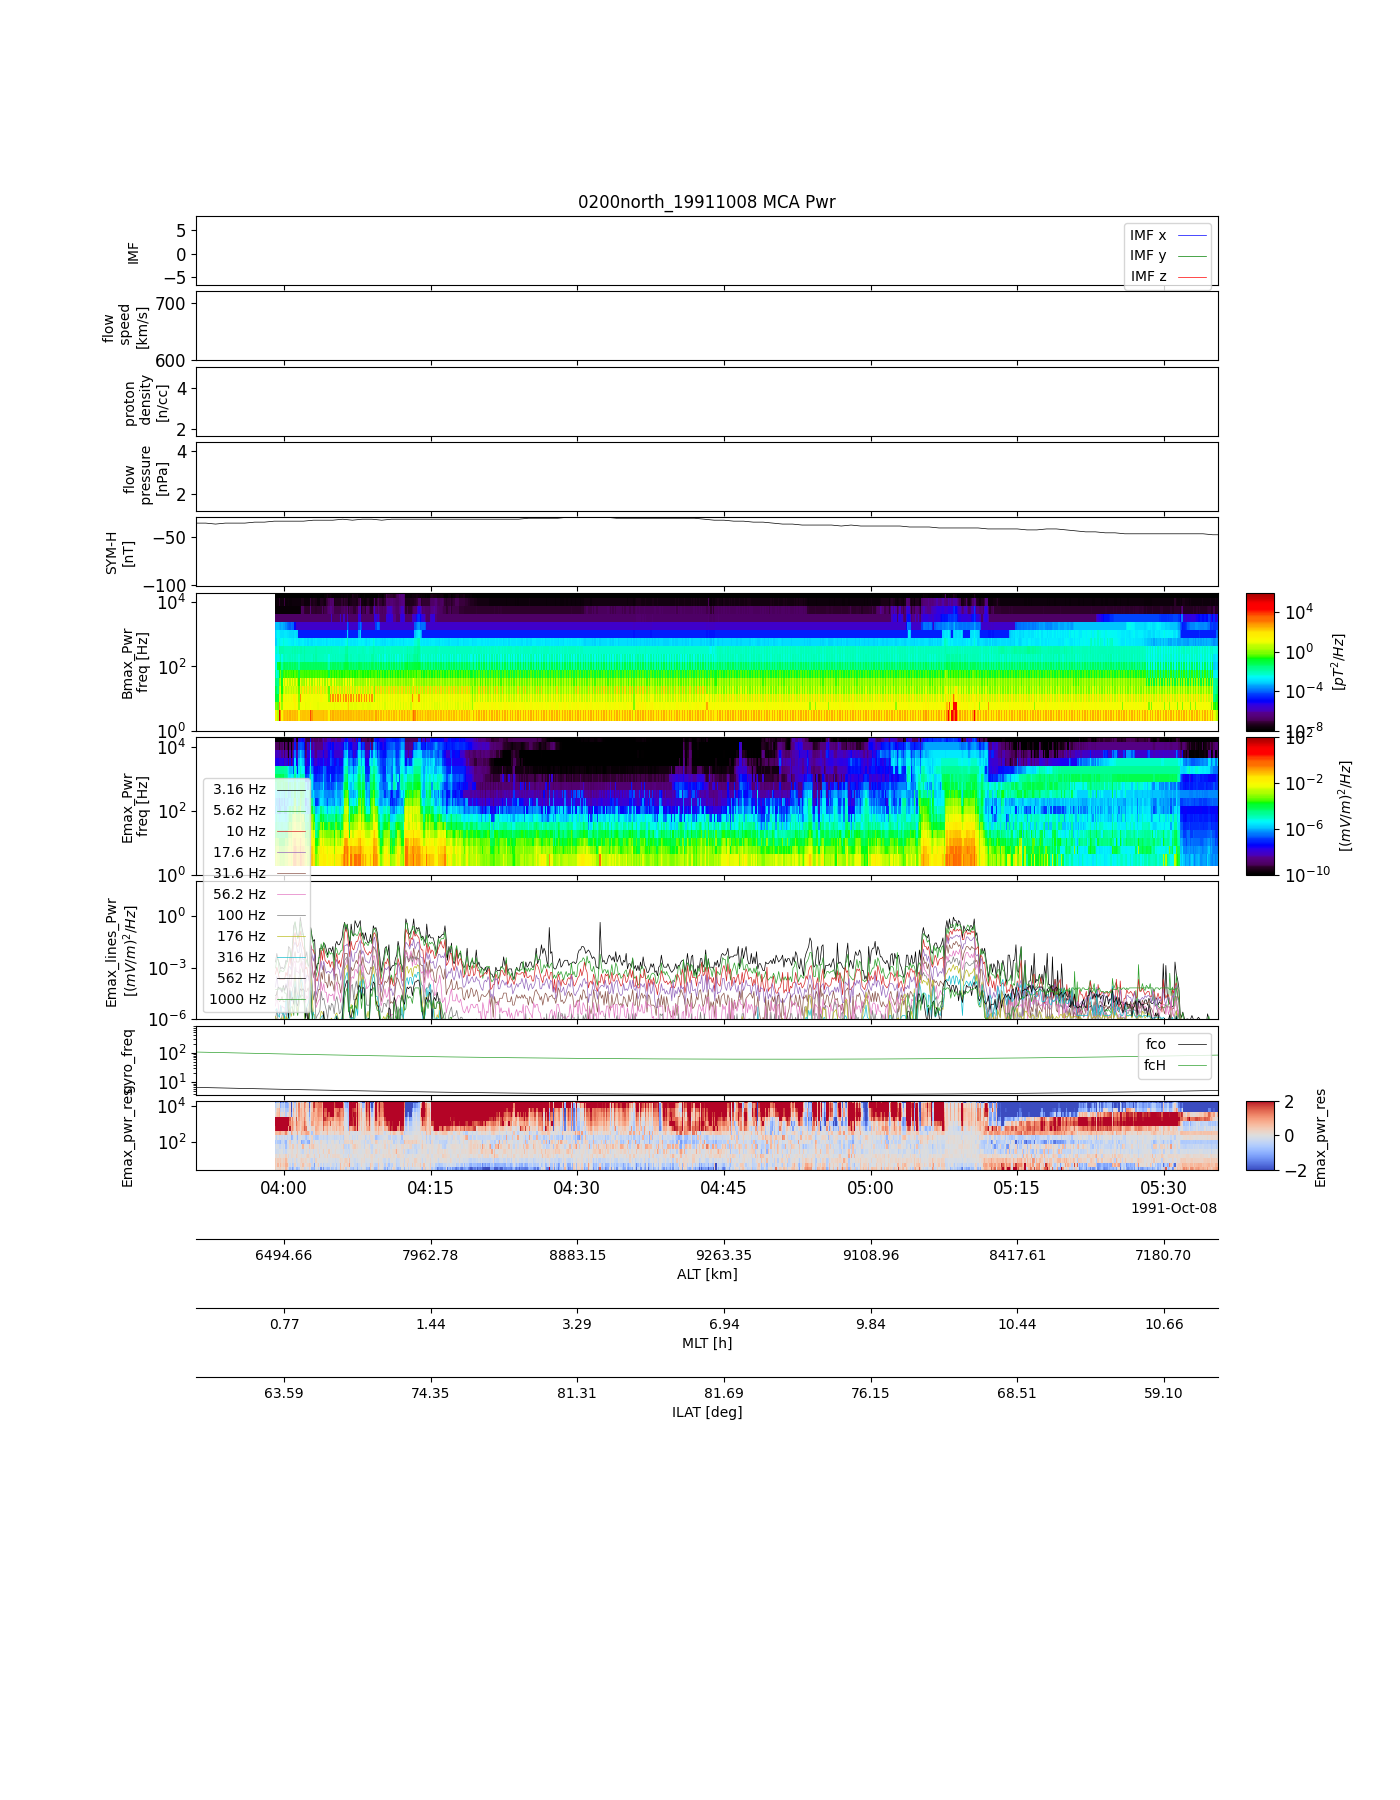 0200north_19911008 MCA Pwr
IMF
5
0
−5
IMF x
IMF y
IMF z
flow
speed
[km/s]
700
600
proton
density
[n/cc]
4
2
flow
pressure
[nPa]
4
2
SYM-H
[nT]
−50
−100
Bmax_Pwr
freq [Hz]
10^4
10^2
10^0
10^4
10^0
10^-4
10^-8
[pT^2/Hz]
Emax_Pwr
freq [Hz]
10^4
10^2
10^0
10^2
10^-2
10^-6
10^-10
[(mV/m)^2/Hz]
3.16 Hz
5.62 Hz
10 Hz
17.6 Hz
31.6 Hz
56.2 Hz
100 Hz
176 Hz
316 Hz
562 Hz
1000 Hz
Emax_lines_Pwr
[(mV/m)^2/Hz]
10^0
10^-3
10^-6
gyro_freq
10^2
10^1
fco
fcH
Emax_pwr_res
10^4
10^2
2
0
−2
Emax_pwr_res
04:00 04:15 04:30 04:45 05:00 05:15 05:30
1991-Oct-08
6494.66 7962.78 8883.15 9263.35 9108.96 8417.61 7180.70
ALT [km]
0.77 1.44 3.29 6.94 9.84 10.44 10.66
MLT [h]
63.59 74.35 81.31 81.69 76.15 68.51 59.10
ILAT [deg]